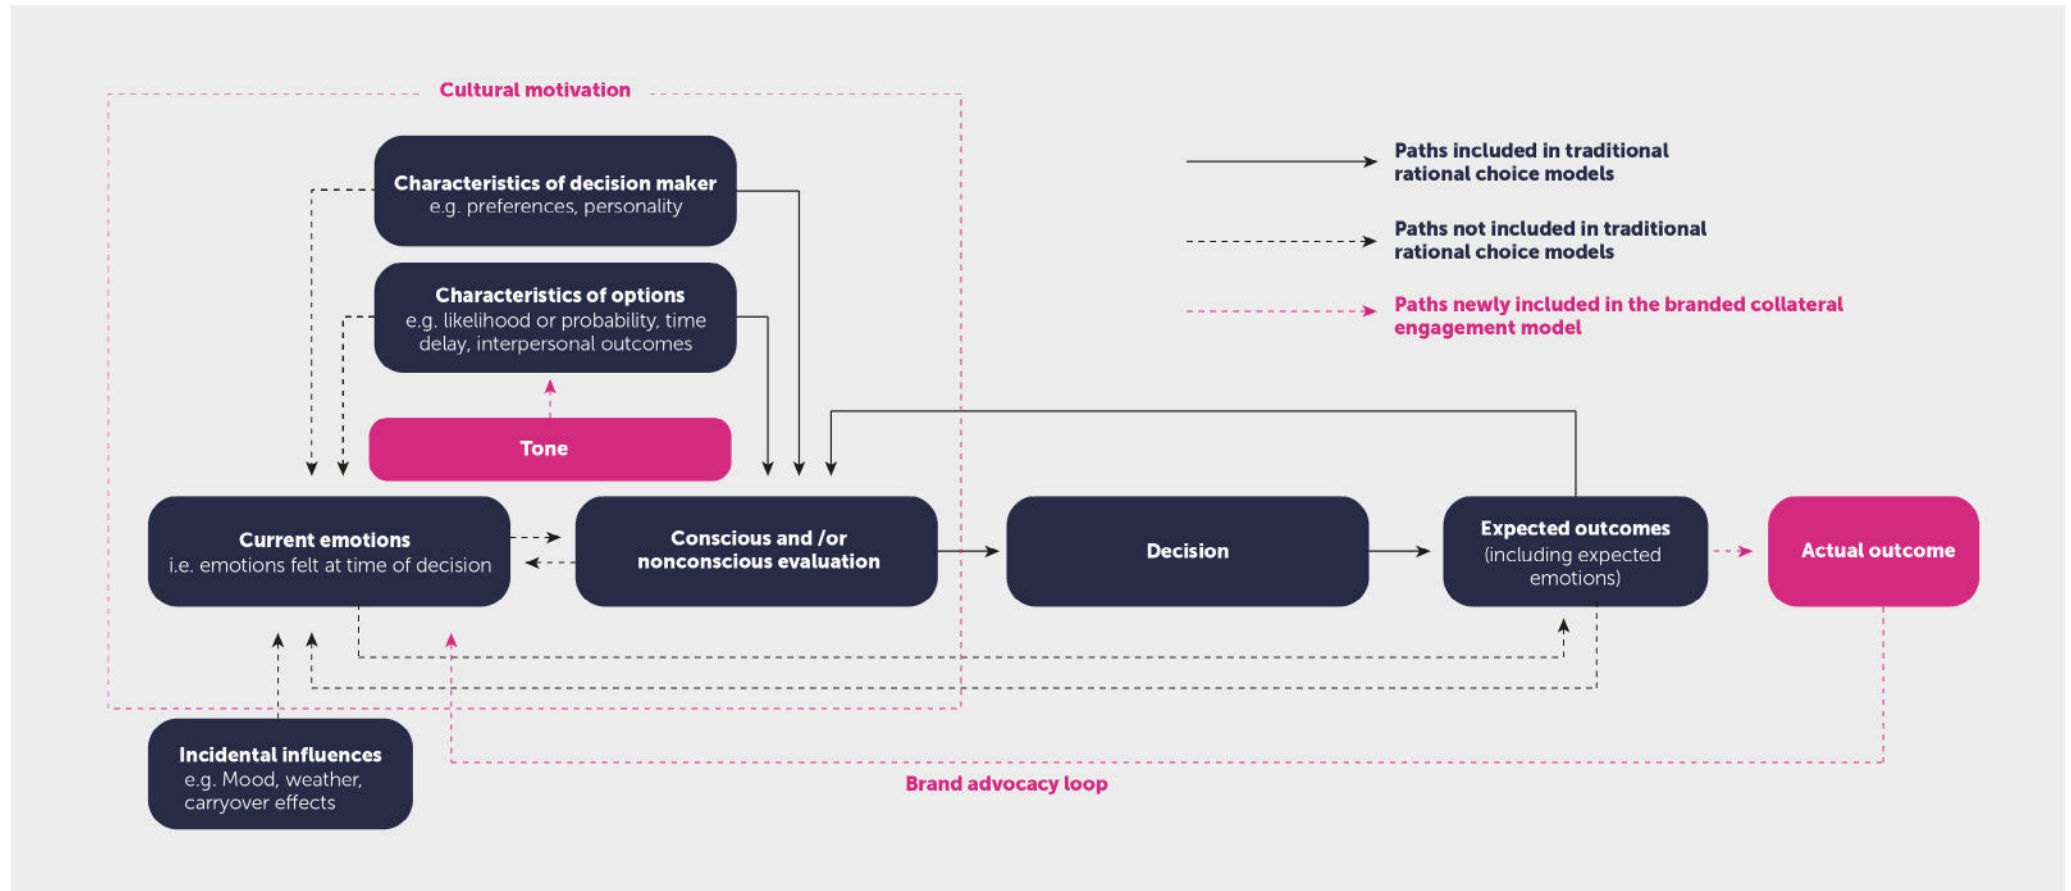 Cultural motivation
Characteristics of decision maker
e.g. preferences, personality
Characteristics of options
e.g. likelihood or probability, time
delay, interpersonal outcomes
Tone
Paths included in traditional
rational choice models
Paths not included in traditional
rational choice models
Paths newly included in the branded collateral
engagement model
Current emotions
i.e. emotions felt at time of decision
Conscious and /or
nonconscious evaluation
Decision
Expected outcomes
(including expected
emotions)
Actual outcome
Incidental influences
e.g. Mood, weather,
carryover effects
Brand advocacy loop